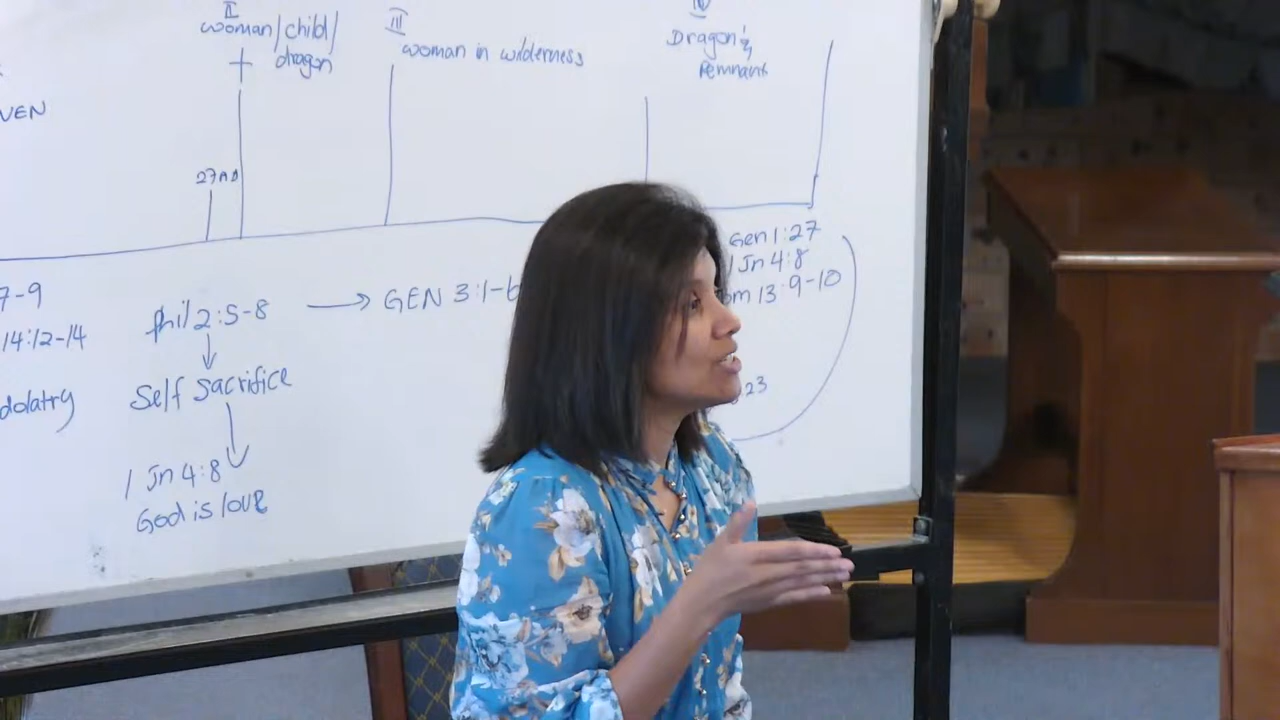 II
woman/child/
dragon
III
woman in wilderness
IV
Dragon &
Remnant
VEN
27AD
7-9
14:12-14
dolatry
phil 2:5-8 → GEN 3:1-6
↓
Self Sacrifice
↓
1 Jn 4:8
God is love
Gen 1:27
1 Jn 4:8
om 13:9-10
23